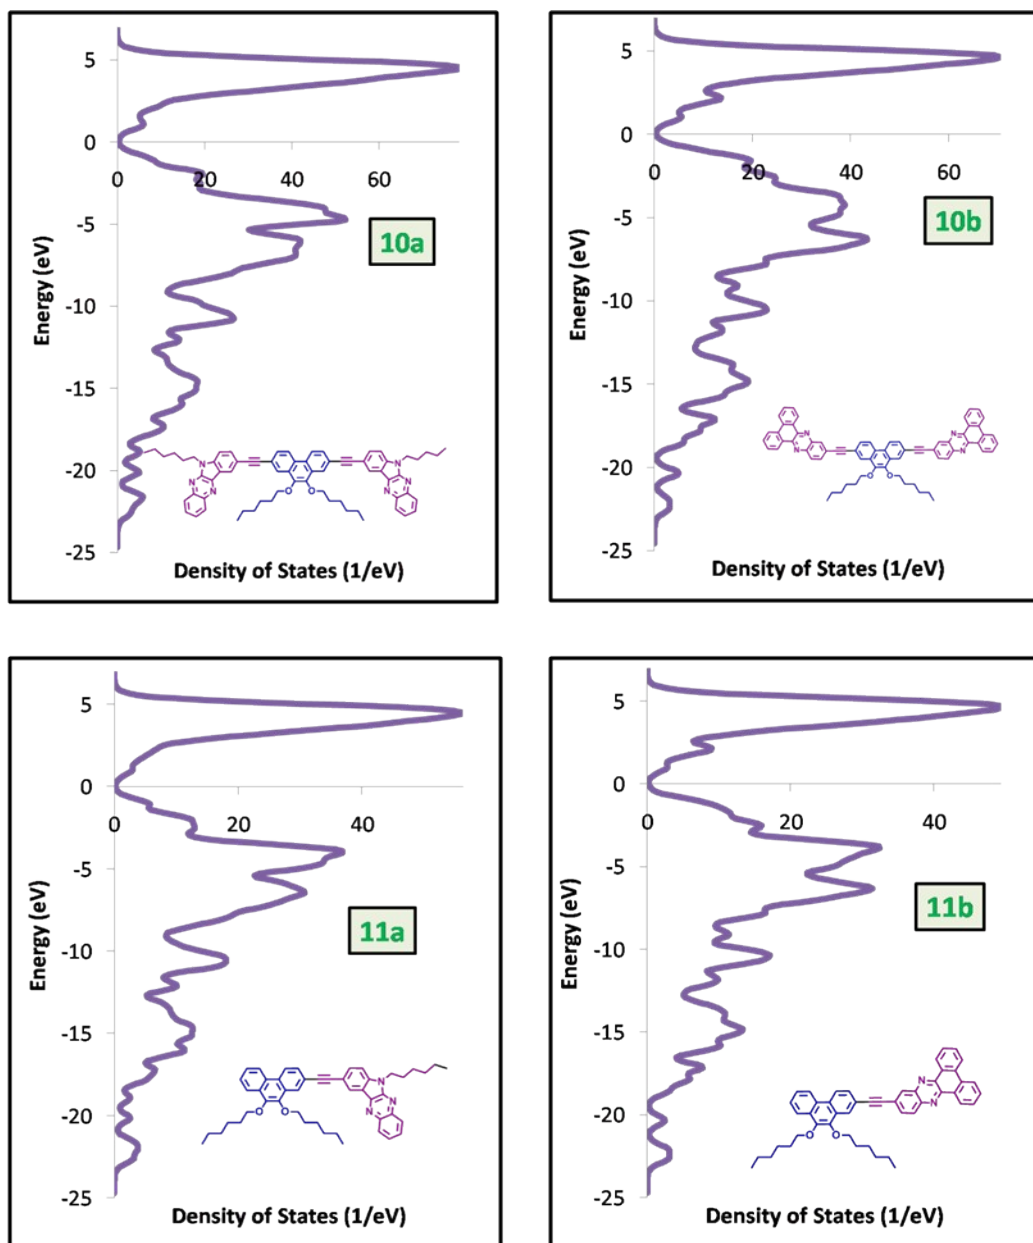 5
0
0 20 40 60
-5
10a
-10
-15
-20
-25
Energy (eV)
Density of States (1/eV)
N
N
N
N
N
N
O O
5
0
0 20 40
-5
10b
-10
-15
-20
-25
Energy (eV)
Density of States (1/eV)
N
N
N
N
O O
60
5
0
0 20 40
-5
11a
-10
-15
-20
-25
Energy (eV)
Density of States (1/eV)
N
N
N
O O
5
0
0 20 40
-5
11b
-10
-15
-20
-25
Energy (eV)
Density of States (1/eV)
N
N
O O